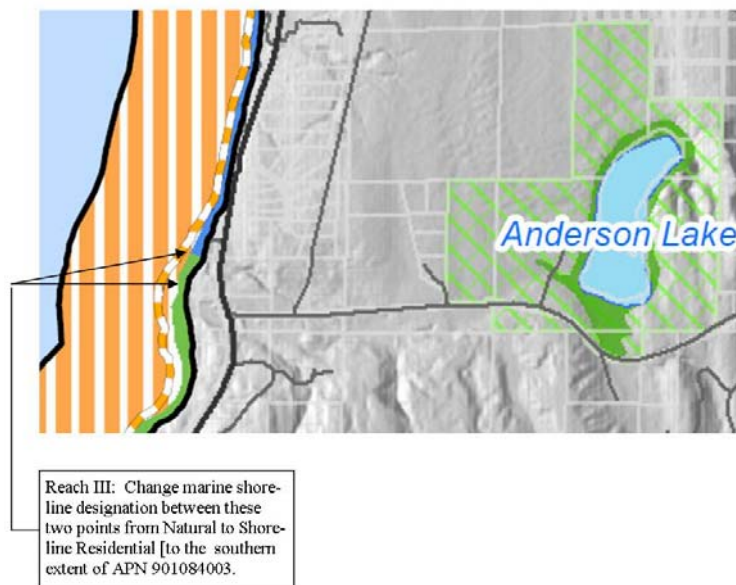 Anderson Lake
Reach III: Change marine shore-
line designation between these
two points from Natural to Shore-
line Residential [to the southern
extent of APN 901084003.